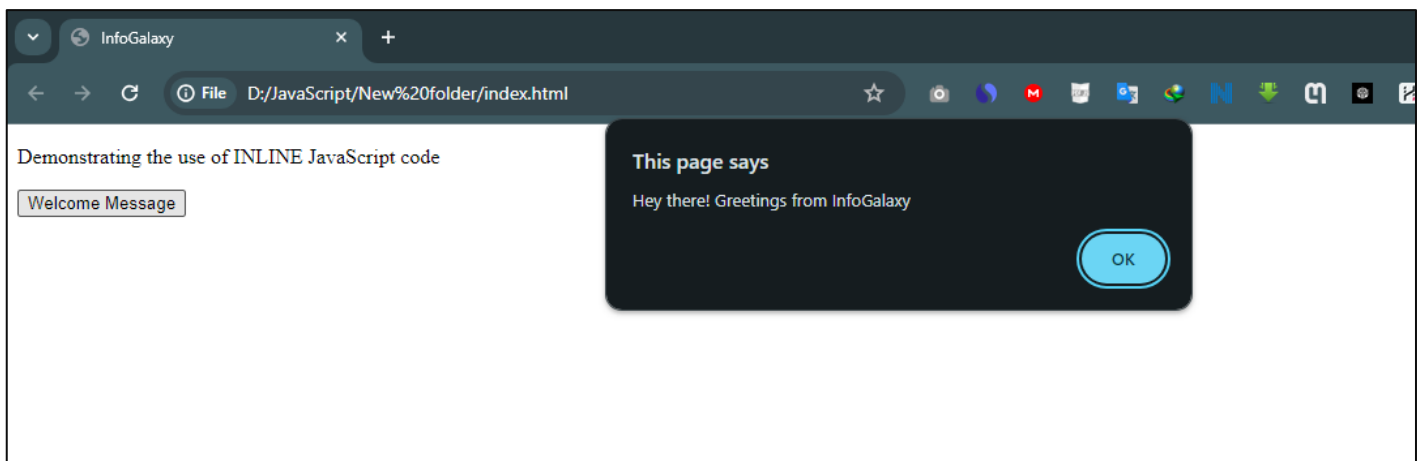 InfoGalaxy
File D:/JavaScript/New%20folder/index.html
Demonstrating the use of INLINE JavaScript code
Welcome Message
This page says
Hey there! Greetings from InfoGalaxy
OK